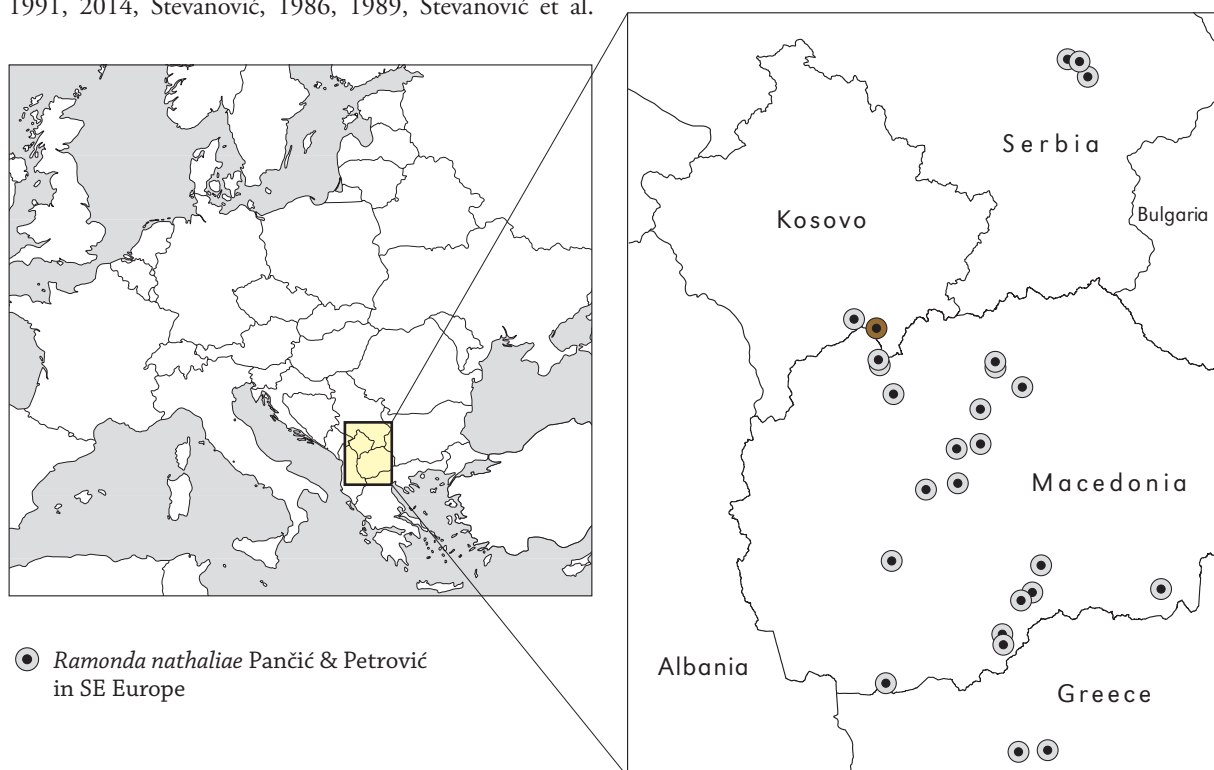 1991, 2014, Stevanović, 1986, 1989, Stevanović et al.
Ramonda nathaliae Pančić & Petrović
in SE Europe
Serbia
Kosovo
Bulgaria
Macedonia
Albania
Greece